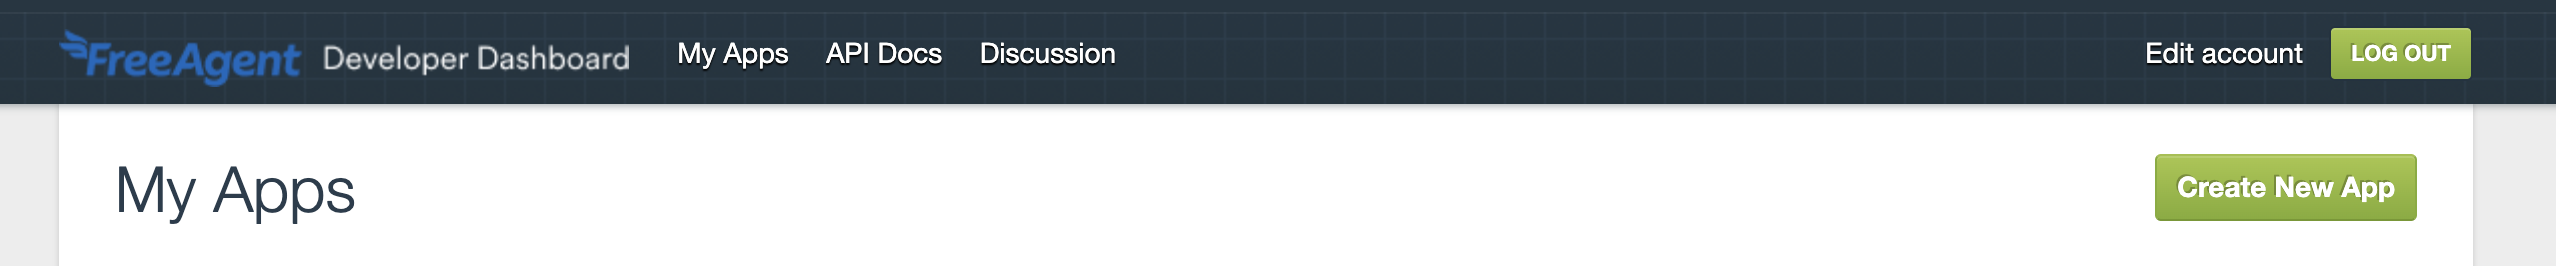 FreeAgent Developer Dashboard My Apps API Docs Discussion Edit account LOG OUT
My Apps Create New App